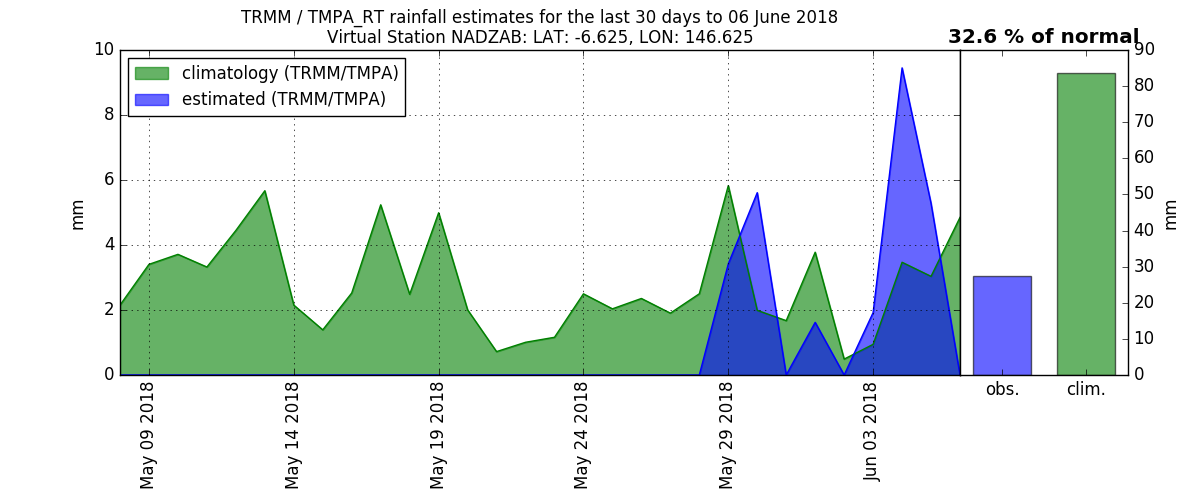 TRMM / TMPA_RT rainfall estimates for the last 30 days to 06 June 2018
Virtual Station NADZAB: LAT: -6.625, LON: 146.625
32.6 % of normal
climatology (TRMM/TMPA)
estimated (TRMM/TMPA)
10
8
6
4
2
0
mm
May 09 2018
May 14 2018
May 19 2018
May 24 2018
May 29 2018
Jun 03 2018
90
80
70
60
50
40
30
20
10
0
mm
obs.
clim.